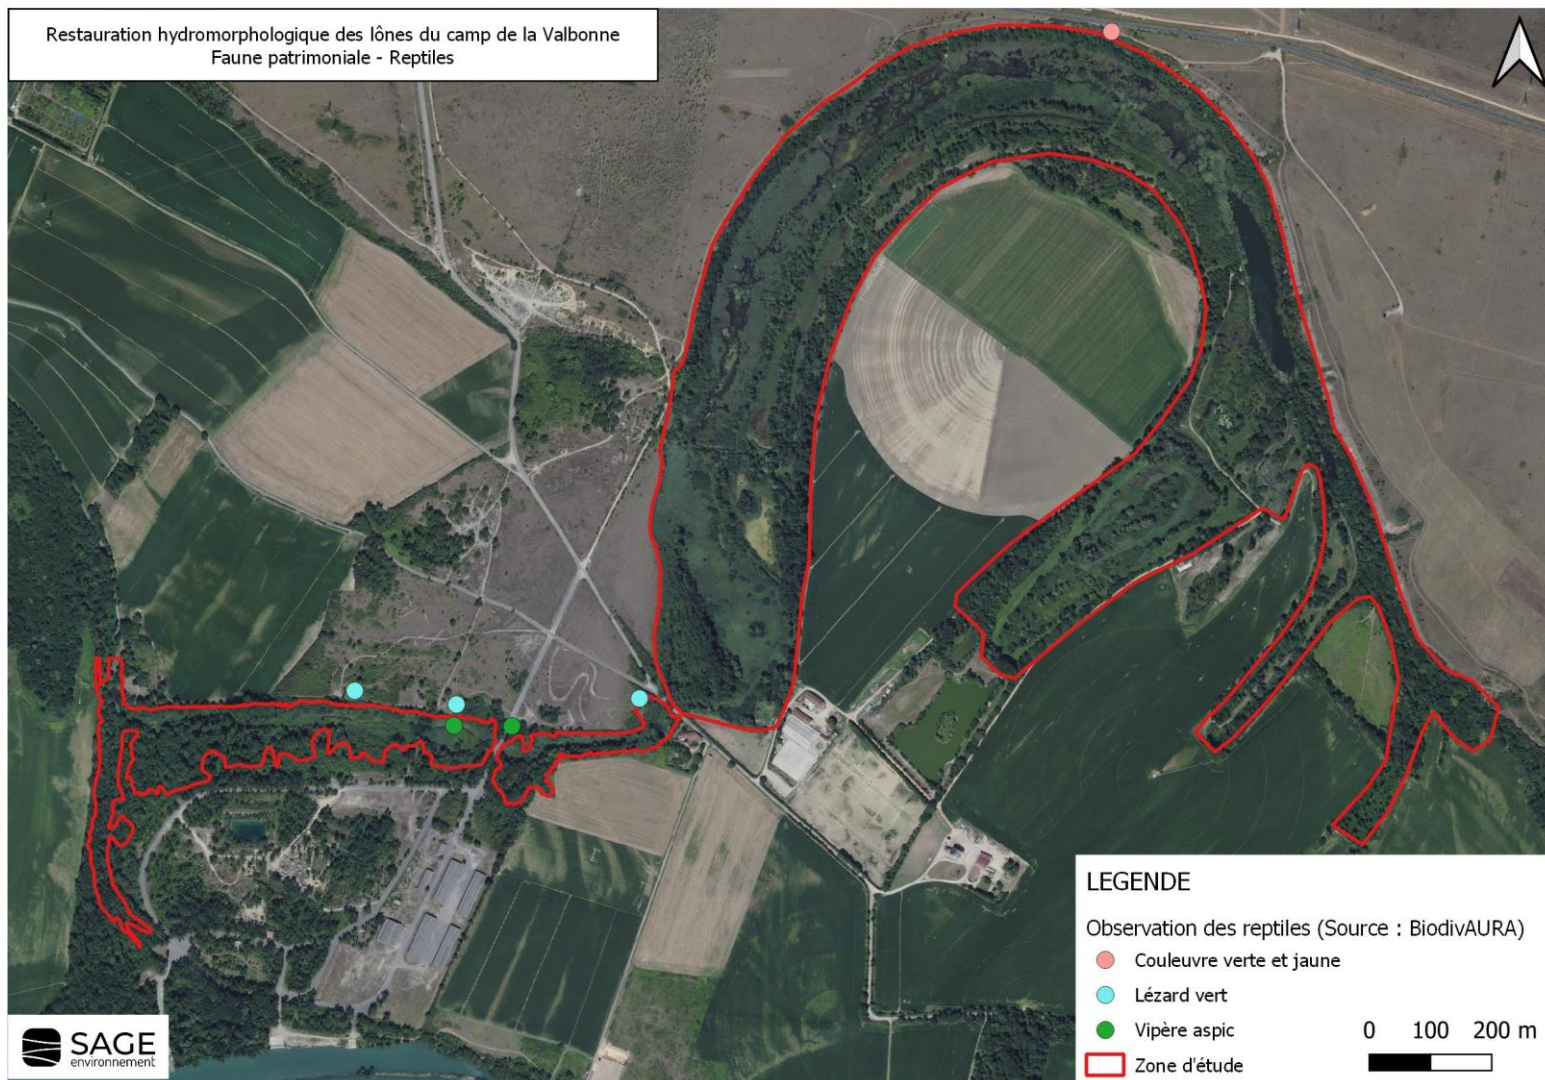 Restauration hydromorphologique des lônes du camp de la Valbonne
Faune patrimoniale - Reptiles
LEGENDE
Observation des reptiles (Source : BiodivAURA)
Couleuvre verte et jaune
Lézard vert
Vipère aspic
Zone d'étude
0 100 200 m
SAGE
environnement